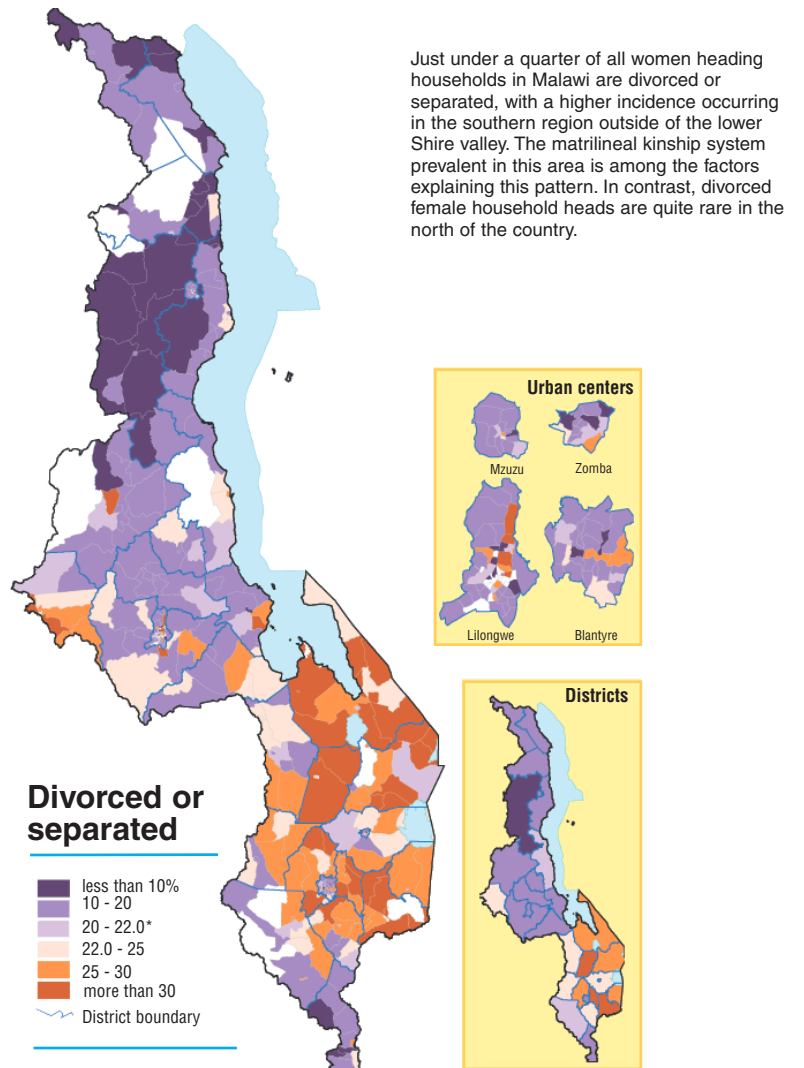 Just under a quarter of all women heading
households in Malawi are divorced or
separated, with a higher incidence occurring
in the southern region outside of the lower
Shire valley. The matrilineal kinship system
prevalent in this area is among the factors
explaining this pattern. In contrast, divorced
female household heads are quite rare in the
north of the country.
Urban centers
Mzuzu
Zomba
Lilongwe
Blantyre
Districts
Divorced or
separated
less than 10%
10 - 20
20 - 22.0*
22.0 - 25
25 - 30
more than 30
District boundary